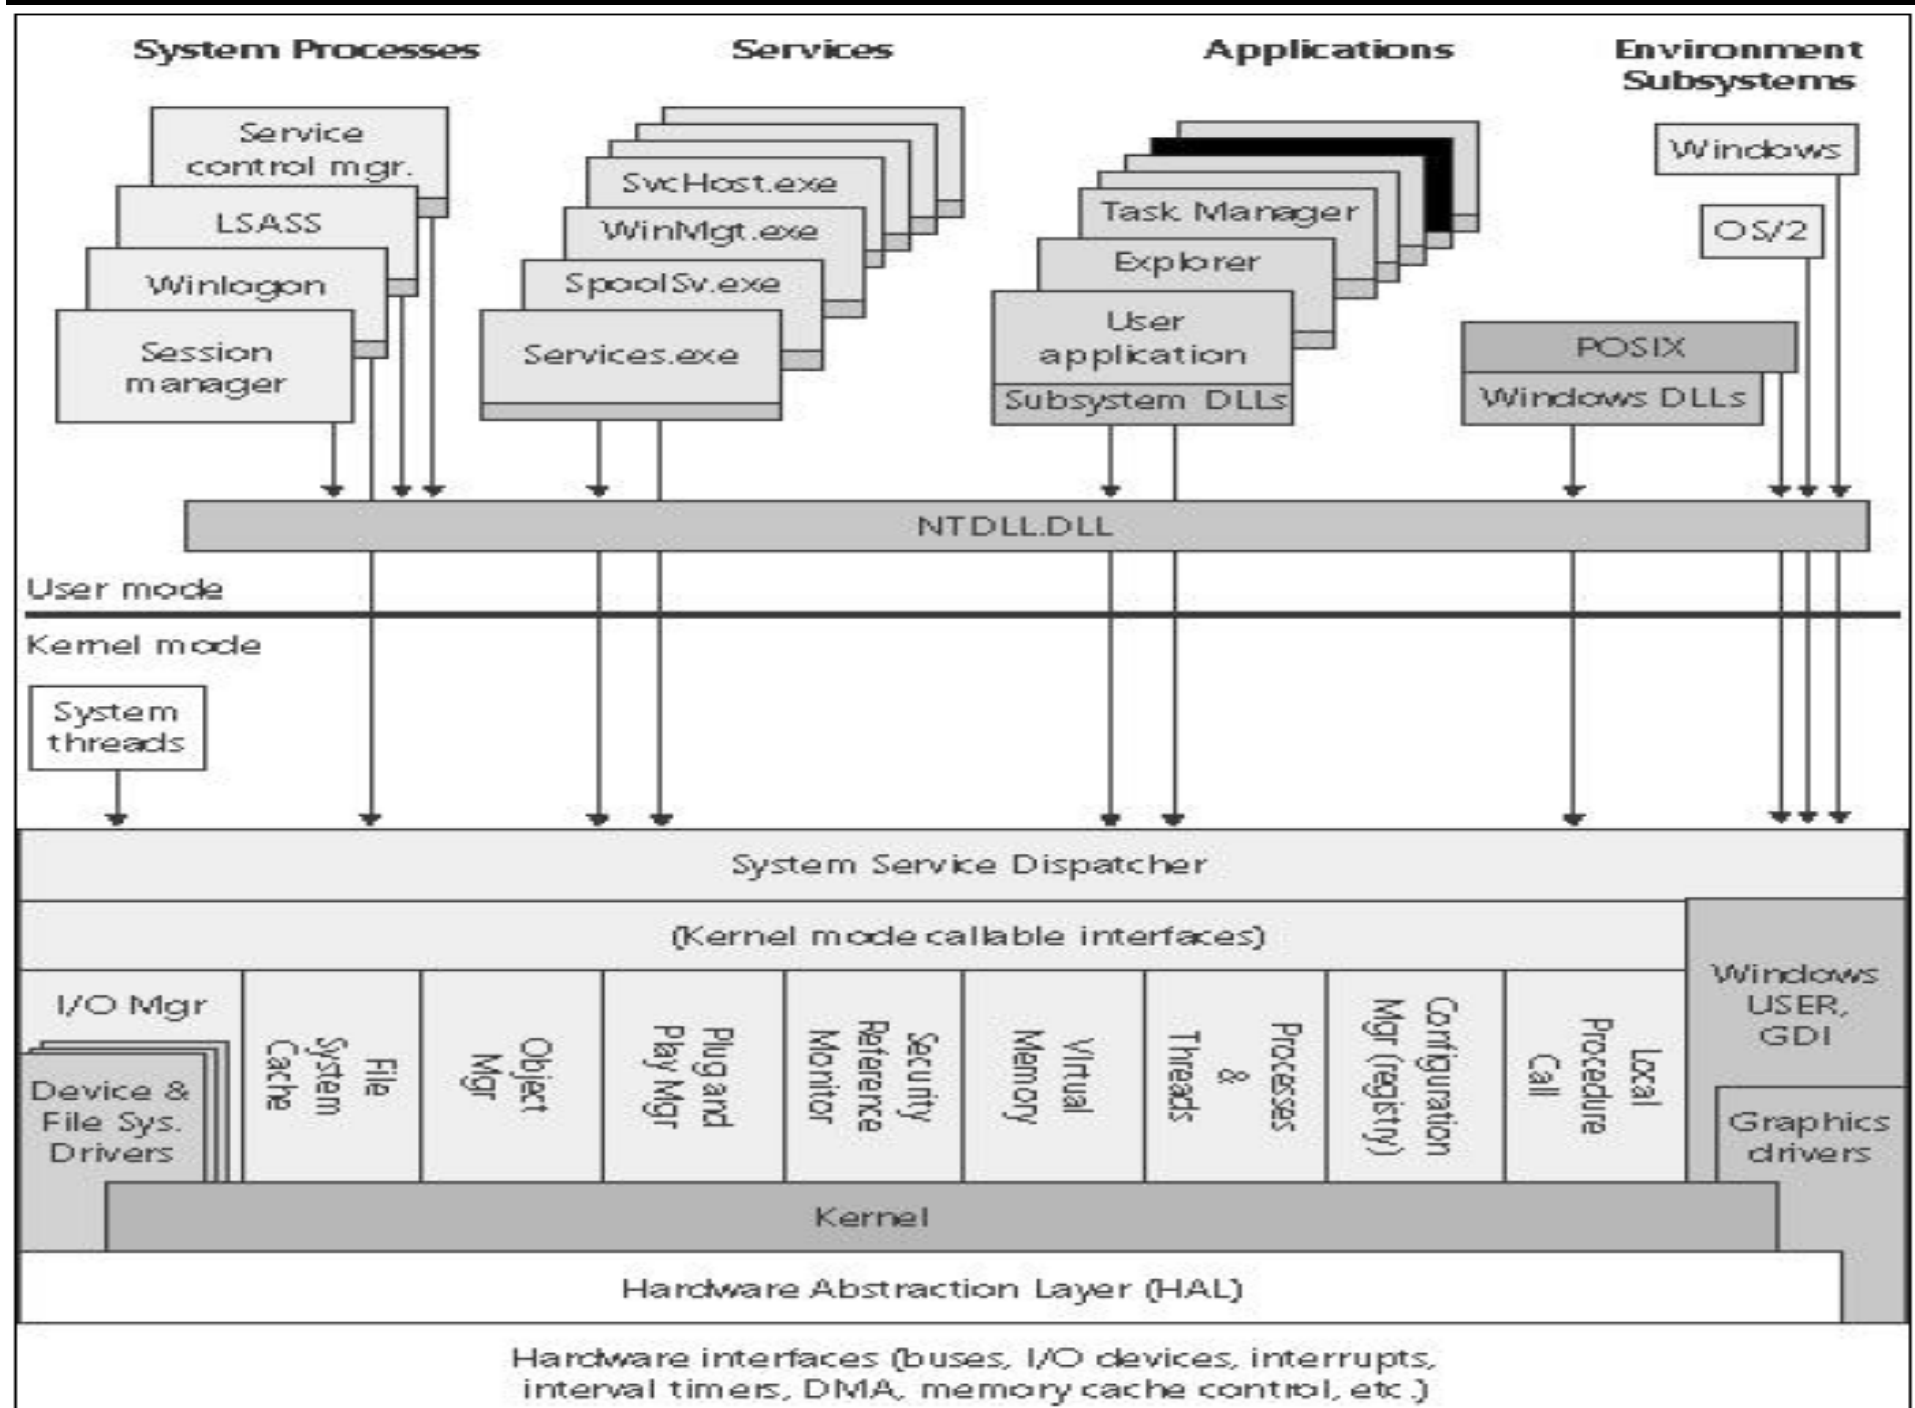 System Processes
Services
Applications
Environment
Subsystems
Service
control mgr.
LSASS
Winlogon
Session
manager
SvcHost.exe
WinMgt.exe
SpoolSv.exe
Services.exe
Task Manager
Explorer
User
application
Subsystem DLLs
Windows
OS/2
POSIX
Windows DLLs
NTDLL.DLL
User mode
Kernel mode
System
threads
System Service Dispatcher
(Kernel mode callable interfaces)
I/O Mgr
Device &
File Sys.
Drivers
File
System
Cache
Object
Mgr
Plug and
Play Mgr
Security
Reference
Monitor
Virtual
Memory
Processes
&
Threads
Configuration
Mgr (registry)
Local
Procedure
Call
Windows
USER,
GDI
Graphics
drivers
Kernel
Hardware Abstraction Layer (HAL)
Hardware interfaces (buses, I/O devices, interrupts,
interval timers, DMA, memory cache control, etc.)